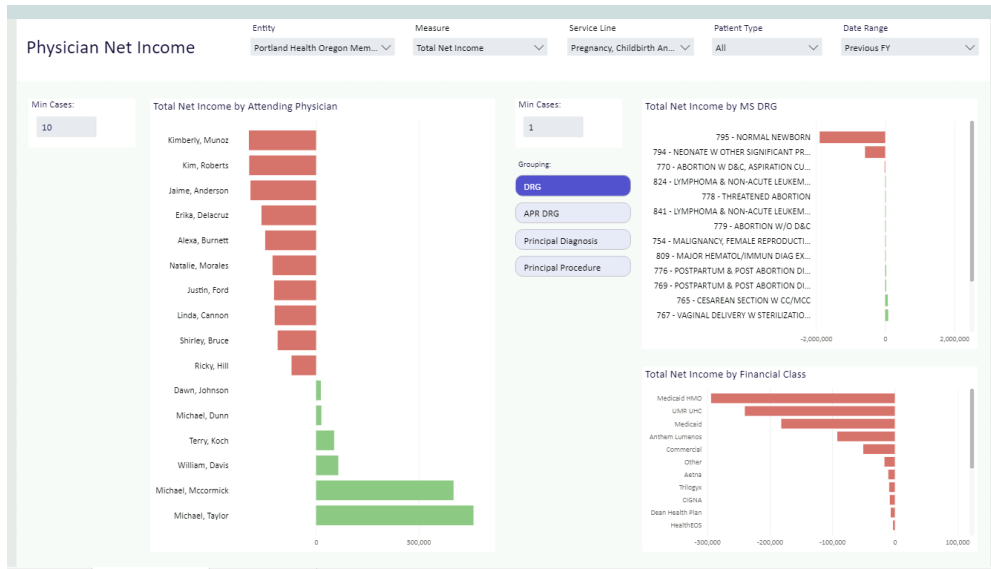 Physician Net Income
Entity
Portland Health Oregon Mem...
Measure
Total Net Income
Service Line
Pregnancy, Childbirth An...
Patient Type
All
Date Range
Previous FY
Min Cases:
10
Total Net Income by Attending Physician
Kimberly, Munoz
Kim, Roberts
Jaime, Anderson
Erika, Delacruz
Alexa, Burnett
Natalie, Morales
Justin, Ford
Linda, Cannon
Shirley, Bruce
Ricky, Hill
Dawn, Johnson
Michael, Dunn
Terry, Koch
William, Davis
Michael, Mccormick
Michael, Taylor
0
500,000
Min Cases:
1
Grouping:
DRG
APR DRG
Principal Diagnosis
Principal Procedure
Total Net Income by MS DRG
795 - NORMAL NEWBORN
794 - NEONATE W OTHER SIGNIFICANT PR...
770 - ABORTION W D&C, ASPIRATION CU...
824 - LYMPHOMA & NON-ACUTE LEUKEM...
778 - THREATENED ABORTION
841 - LYMPHOMA & NON-ACUTE LEUKEM...
779 - ABORTION W/O D&C
754 - MALIGNANCY, FEMALE REPRODUCTI...
809 - MAJOR HEMATOL/IMMUN DIAG EX...
776 - POSTPARTUM & POST ABORTION DI...
769 - POSTPARTUM & POST ABORTION DI...
765 - CESAREAN SECTION W CC/MCC
767 - VAGINAL DELIVERY W STERILIZATIO...
-2,000,000
0
2,000,000
Total Net Income by Financial Class
Medicaid HMO
UMR UHC
Medicaid
Anthem Lumenos
Commercial
Other
Aetna
Trilogyx
CIGNA
Dean Health Plan
HealthEOS
-300,000
-200,000
-100,000
0
100,000